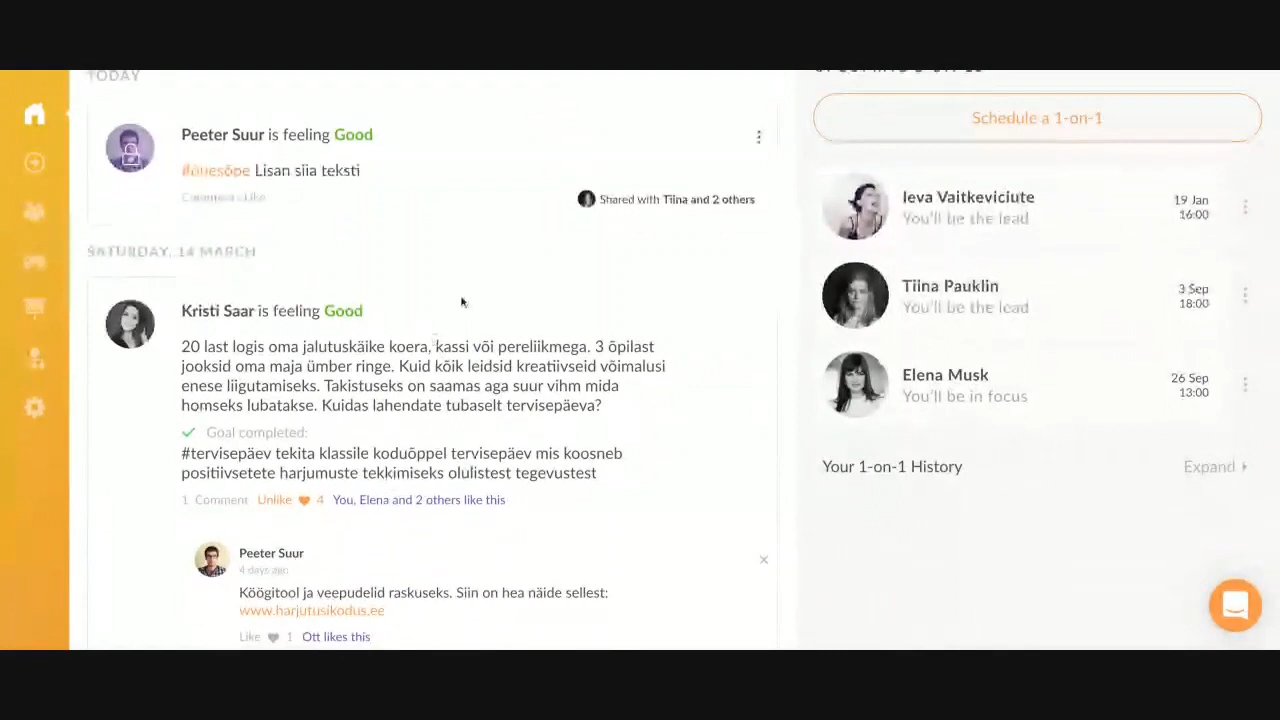 TODAY
Peeter Suur is feeling Good
Lisan siia teksti
Comment Like
Shared with Tiina and 2 others
SATURDAY, 14 MARCH
Kristi Saar is feeling Good
20 last logis oma jalutuskäike koera, kassi või pereliikmega. 3 õpilast
jooksid oma maja ümber ringe. Kuid kõik leidsid kreatiivseid võimalusi
enese liigutamiseks. Takistuseks on saamas aga suur vihm mida
homseks lubatakse. Kuidas lahendate tubaselt tervisepäeva?
Goal completed:
#tervisepäev tekita klassile koduõppel tervisepäev mis koosneb
positiivsetete harjumuste tekkimiseks olulistest tegevustest
1 Comment Unlike 4 You, Elena and 2 others like this
Peeter Suur
4 days ago
Köögitool ja veepudelid raskuseks. Siin on hea näide sellest:
www.harjutusikodus.ee
Like 1 Ott likes this
Schedule a 1-on-1
Ieva Vaitkeviciute
You'll be the lead
19 Jan
16:00
Tiina Pauklin
You'll be the lead
3 Sep
18:00
Elena Musk
You'll be in focus
26 Sep
13:00
Your 1-on-1 History
Expand